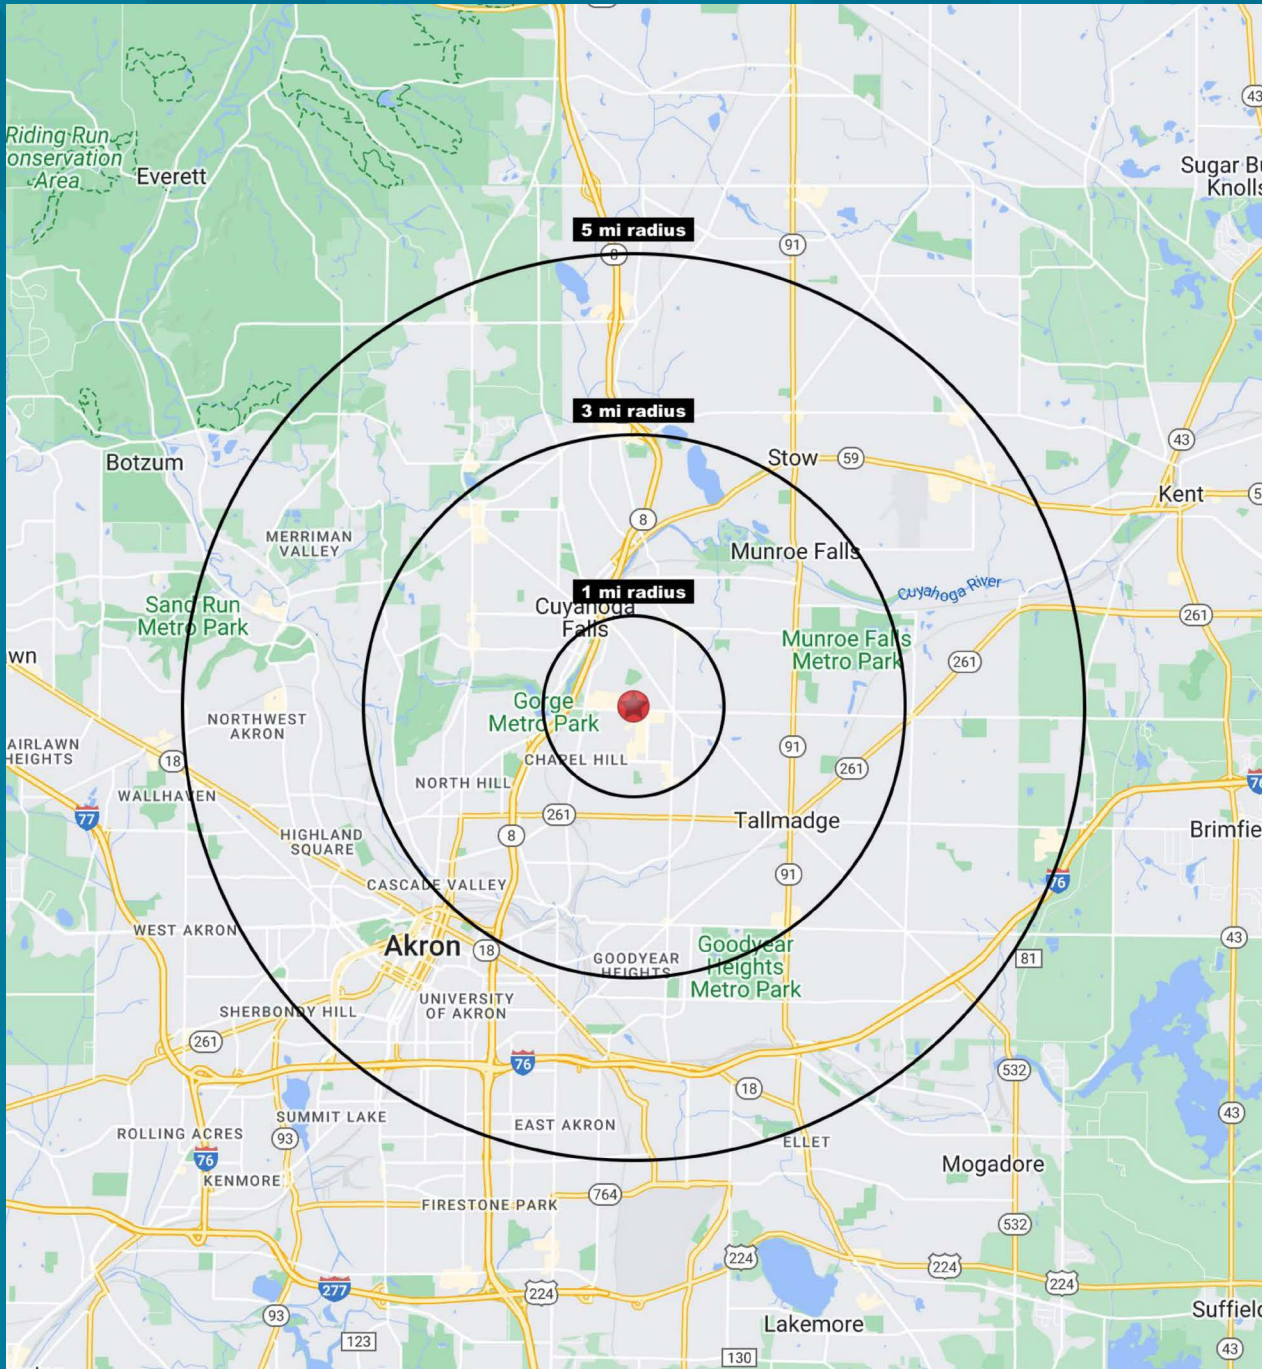 43
Riding Run
onservation
Area
Everett
Sugar Bu
Knolls
5 mi radius
8
91
3 mi radius
43
Botzum
Stow
59
Kent
5
8
MERRIMAN
VALLEY
Munroe Falls
1 mi radius
Cuyahoga River
Sand Run
Metro Park
Cuyahoga
Falls
261
Munroe Falls
Metro Park
wn
261
Gorge
Metro Park
NORTHWEST
AKRON
AIRLAWN
HEIGHTS
18
91
CHAPEL HILL
261
NORTH HILL
76
WALLHAVEN
77
261
Tallmadge
Brimfie
HIGHLAND
SQUARE
8
91
CASCADE VALLEY
76
WEST AKRON
Akron
18
GOODYEAR
HEIGHTS
Goodyear
Heights
Metro Park
81
43
UNIVERSITY
OF AKRON
SHERBONDY HILL
261
76
532
18
SUMMIT LAKE
EAST AKRON
43
ROLLING ACRES
93
ELLET
76
Mogadore
KENMORE
764
FIRESTONE PARK
532
224
224
224
277
224
93
Lakemore
Suffield
123
130
43